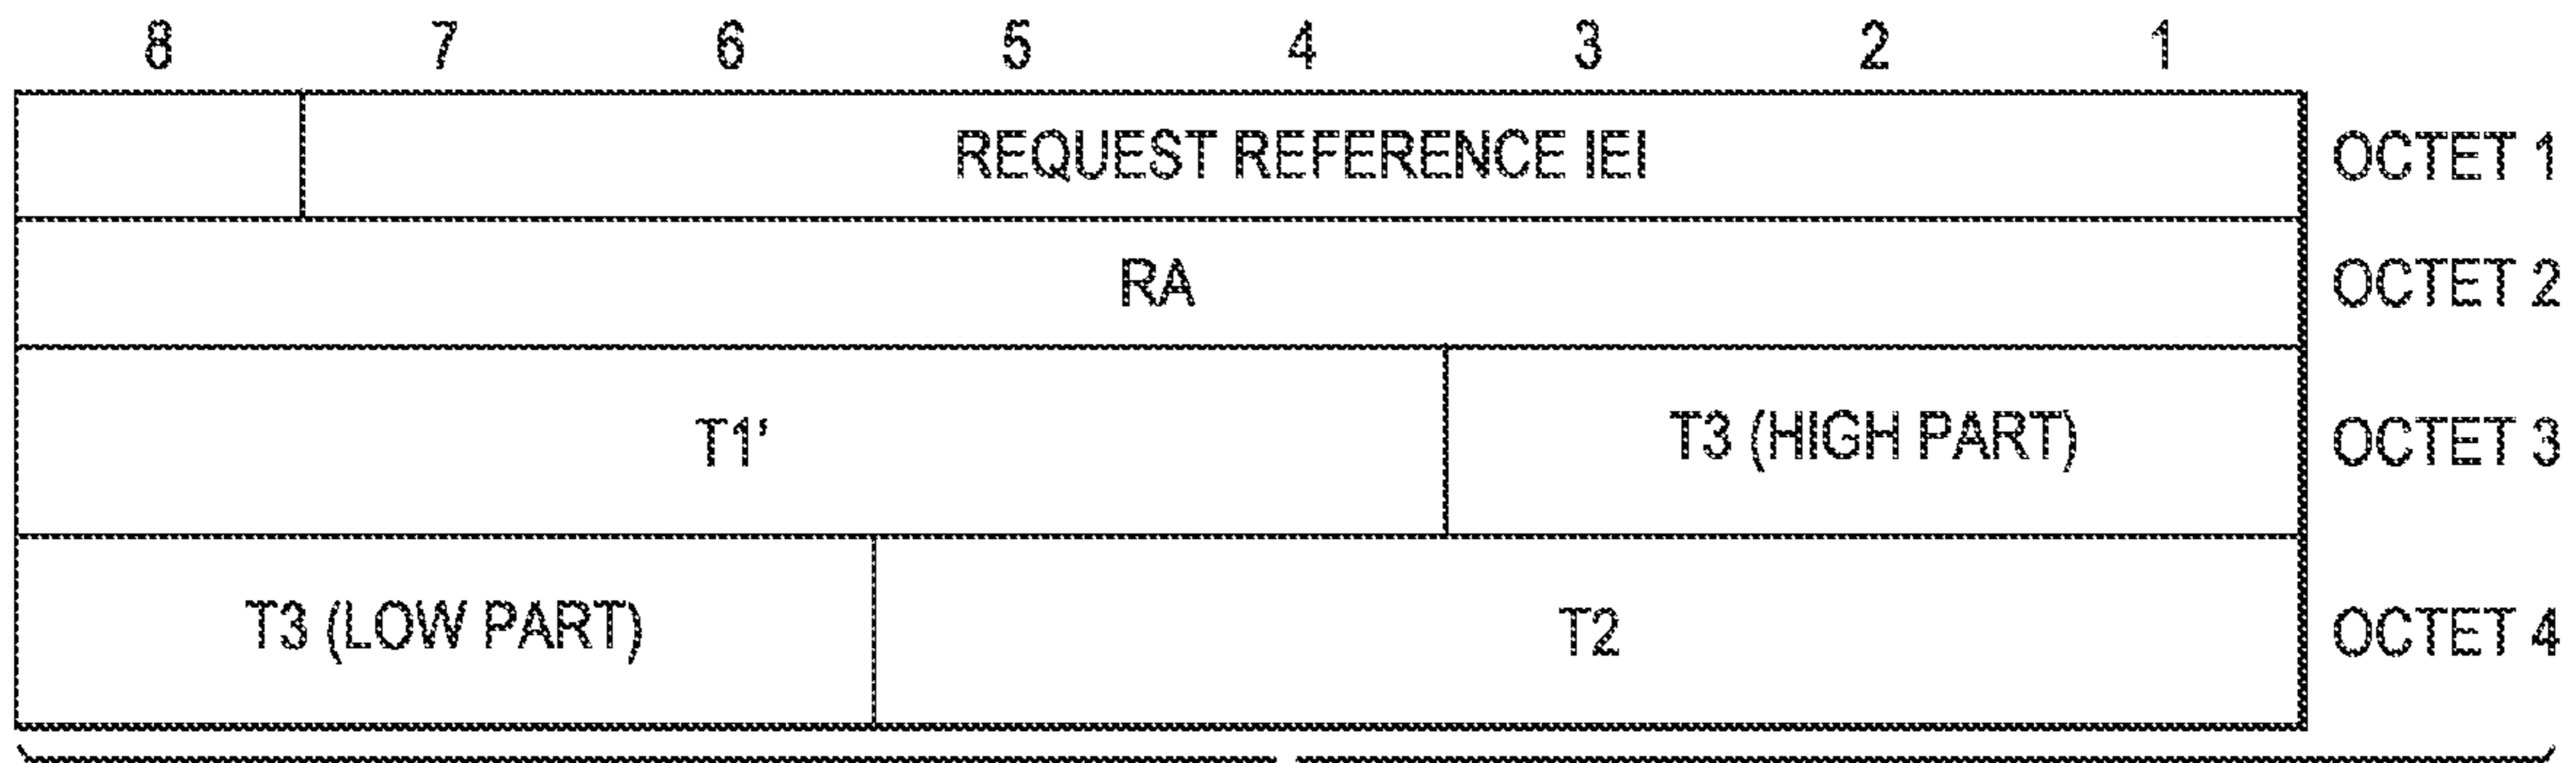 8 7 6 5 4 3 2 1
REQUEST REFERENCE IEI OCTET 1
RA OCTET 2
T1' T3 (HIGH PART) OCTET 3
T3 (LOW PART) T2 OCTET 4